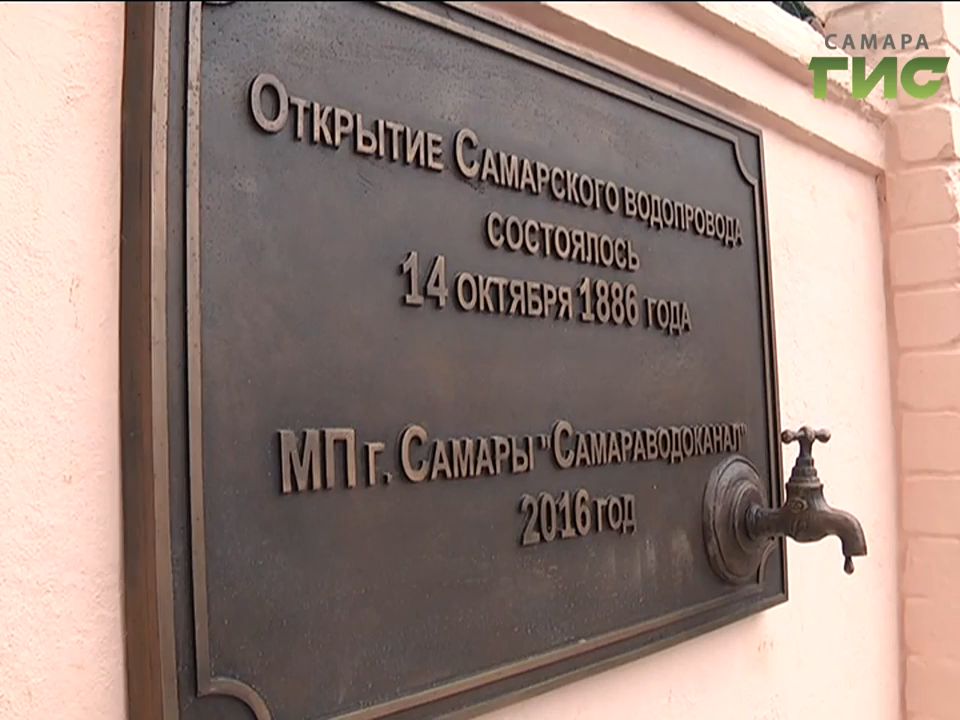 САМАРА
ГИС
ОТКРЫТИЕ САМАРСКОГО ВОДОПРОВОДА
СОСТОЯЛОСЬ
14 ОКТЯБРЯ 1886 ГОДА
МП Г. САМАРЫ "САМАРАВОДОКАНАЛ"
2016 ГОД